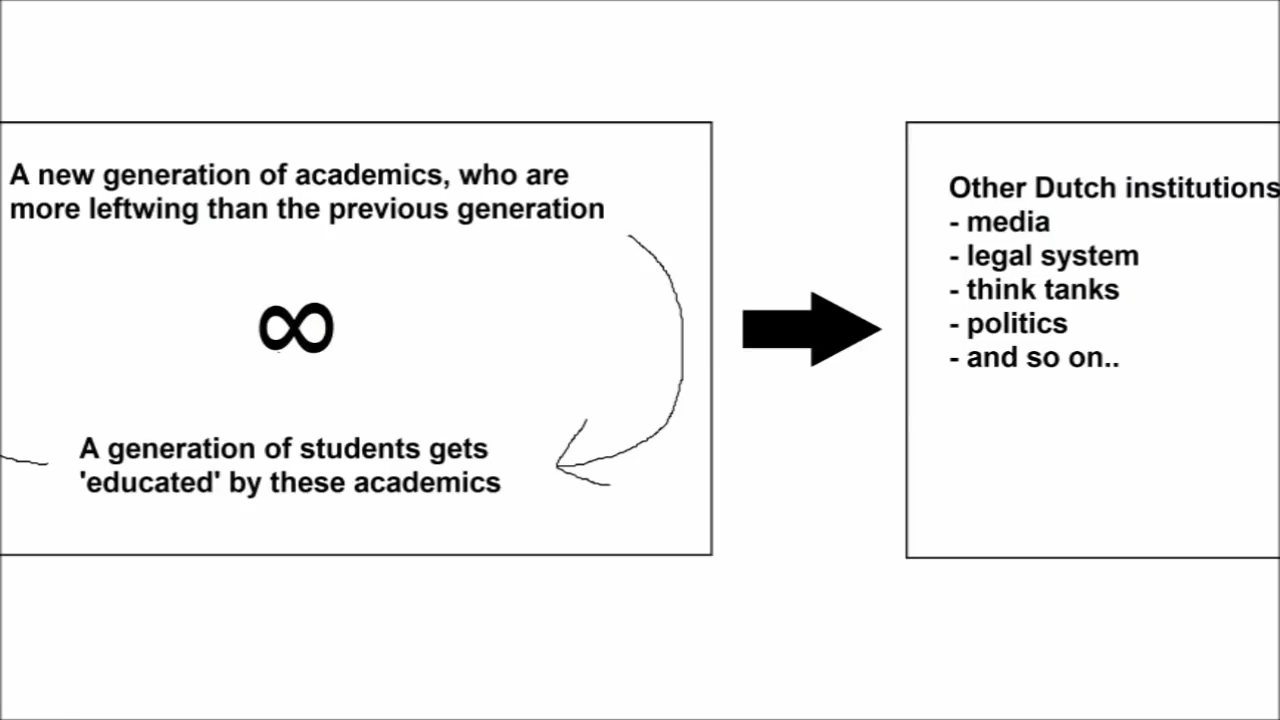 A new generation of academics, who are
more leftwing than the previous generation
∞
A generation of students gets
'educated' by these academics
Other Dutch institutions
- media
- legal system
- think tanks
- politics
- and so on..